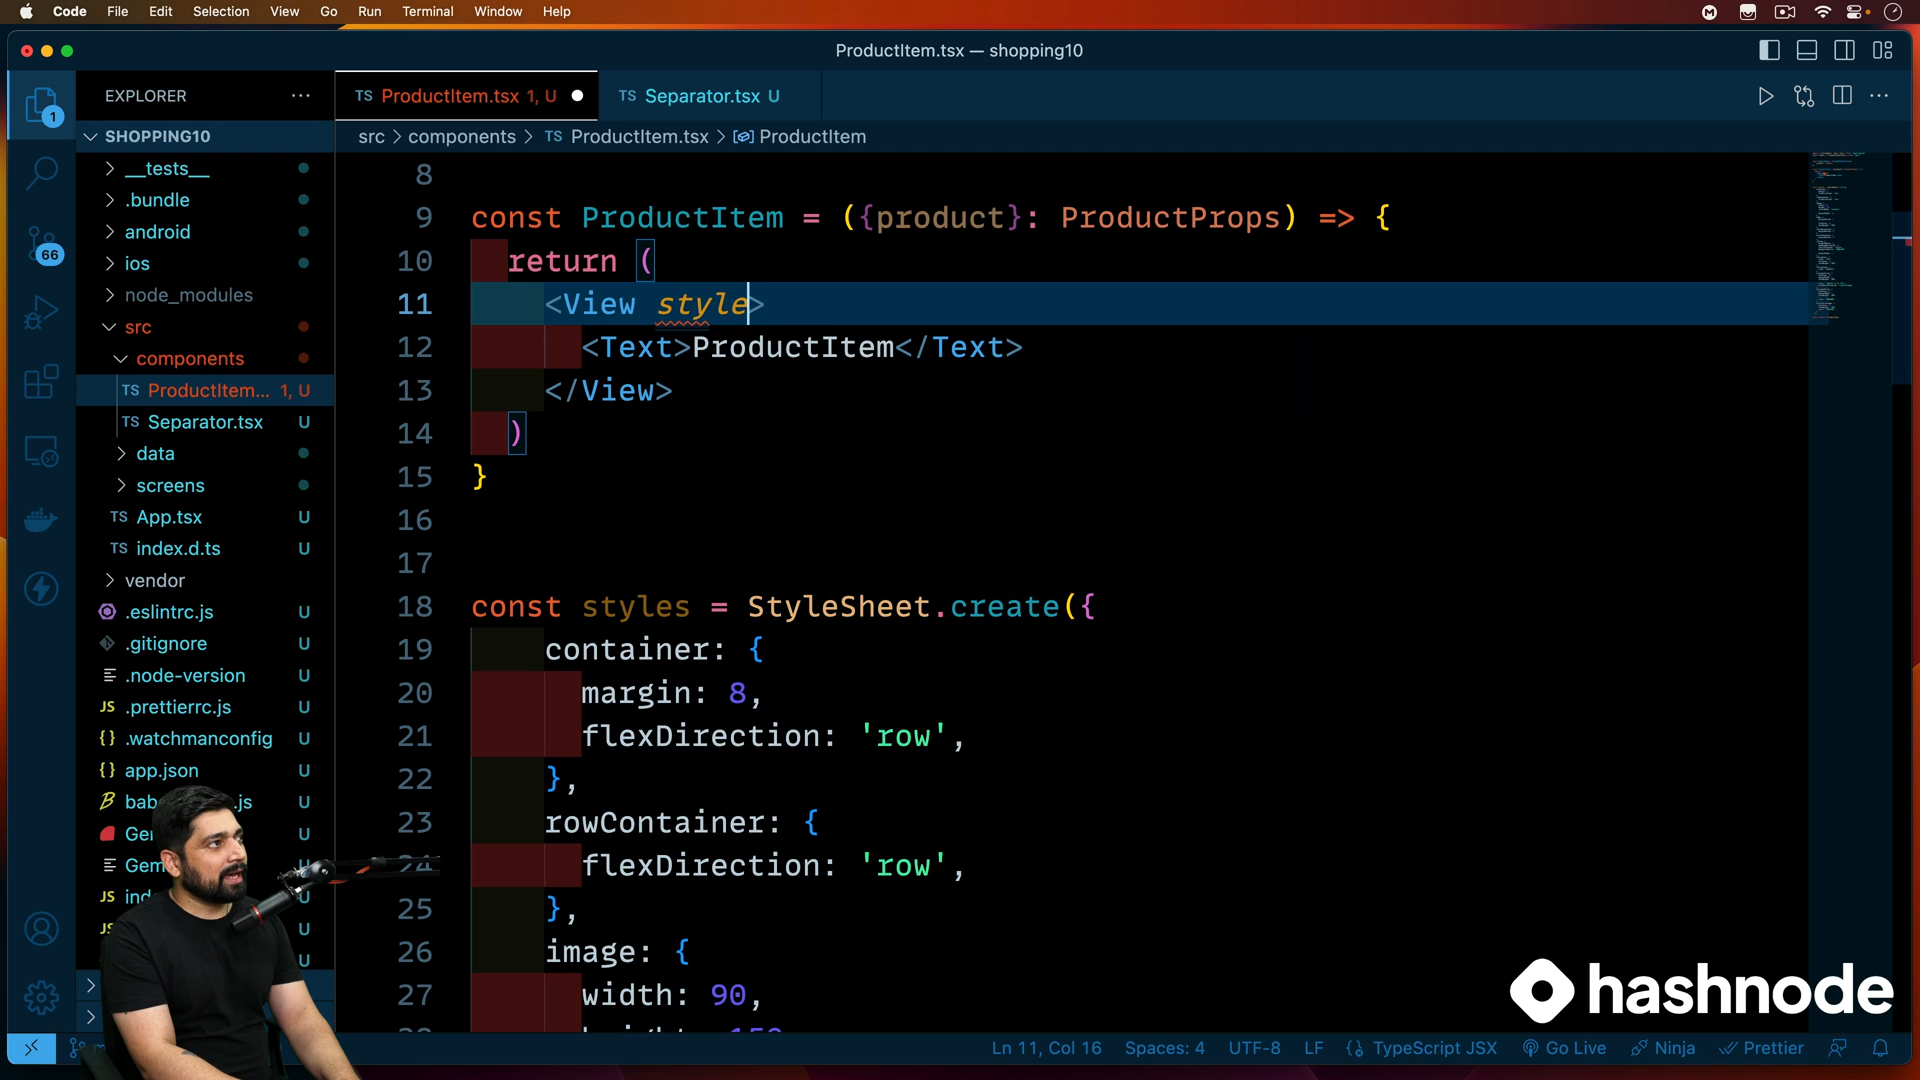 Code File Edit Selection View Go Run Terminal Window Help
ProductItem.tsx — shopping10
EXPLORER
TS ProductItem.tsx 1, U
TS Separator.tsx U
SHOPPING10
src > components > TS ProductItem.tsx > ProductItem
1
66
__tests__
.bundle
android
ios
node_modules
src
components
TS ProductItem... 1, U
TS Separator.tsx U
data
screens
TS App.tsx U
TS index.d.ts U
vendor
.eslintrc.js U
.gitignore U
.node-version U
JS .prettierrc.js U
{} .watchmanconfig U
{} app.json U
8
9 const ProductItem = ({product}: ProductProps) => {
10 return (
11 <View style>
12 <Text>ProductItem</Text>
13 </View>
14 )
15 }
16
17
18 const styles = StyleSheet.create({
19 container: {
20 margin: 8,
21 flexDirection: 'row',
22 },
23 rowContainer: {
24 flexDirection: 'row',
25 },
26 image: {
27 width: 90,
hashnode
Ln 11, Col 16 Spaces: 4 UTF-8 LF {} TypeScript JSX Go Live Ninja Prettier